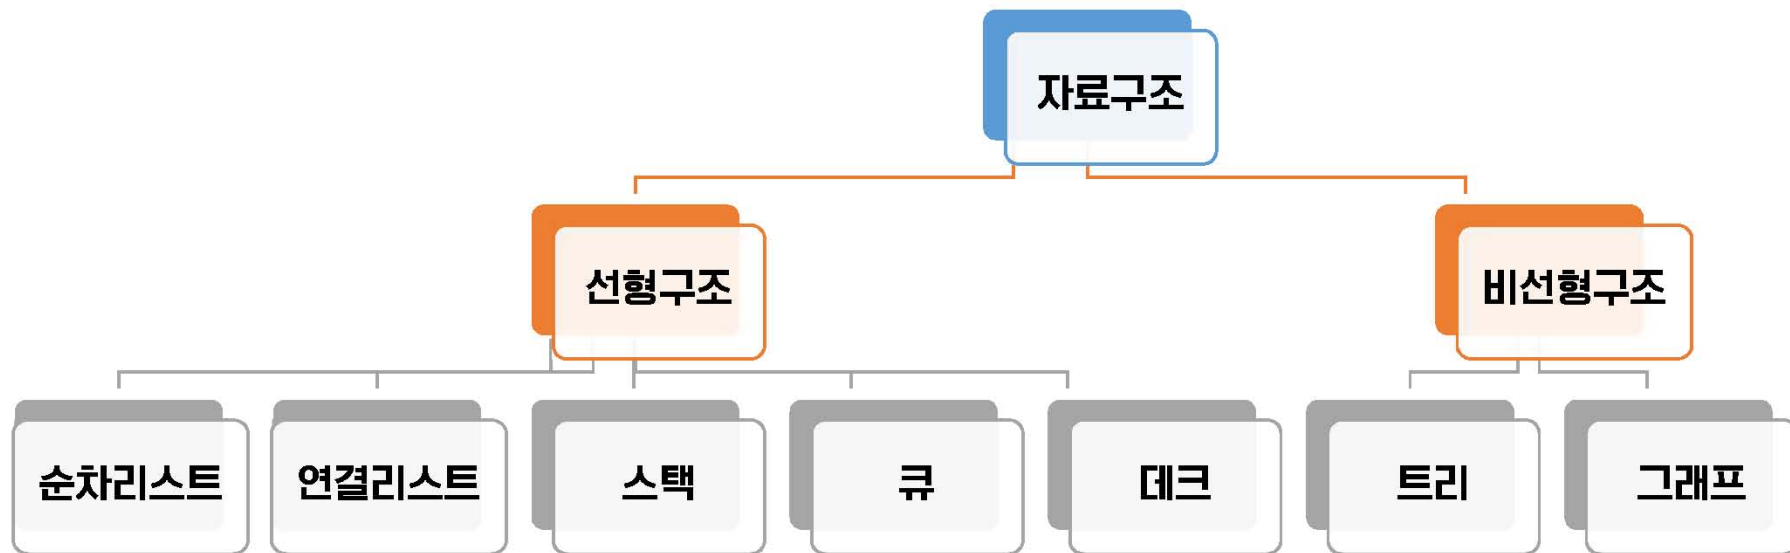 자료구조
선형구조
비선형구조
순차리스트
연결리스트
스택
큐
데크
트리
그래프